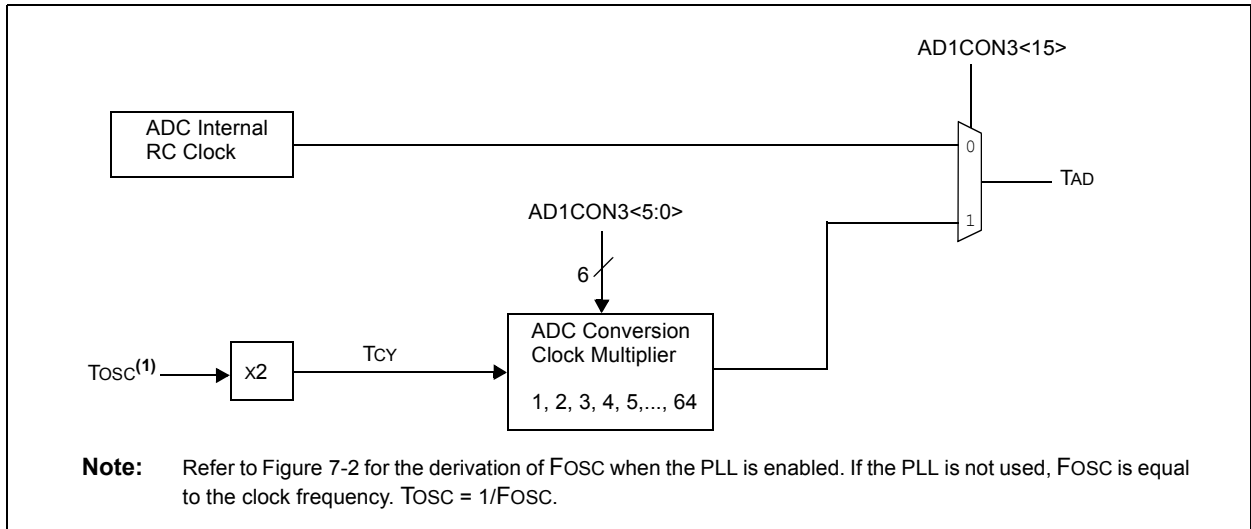 AD1CON3<15>
ADC Internal
RC Clock
0
TAD
AD1CON3<5:0>
1
6
ADC Conversion
Clock Multiplier
TOSC(1)
X2
TCY
1, 2, 3, 4, 5,..., 64
Note: Refer to Figure 7-2 for the derivation of FOSC when the PLL is enabled. If the PLL is not used, FOSC is equal
to the clock frequency. TOSC = 1/FOSC.